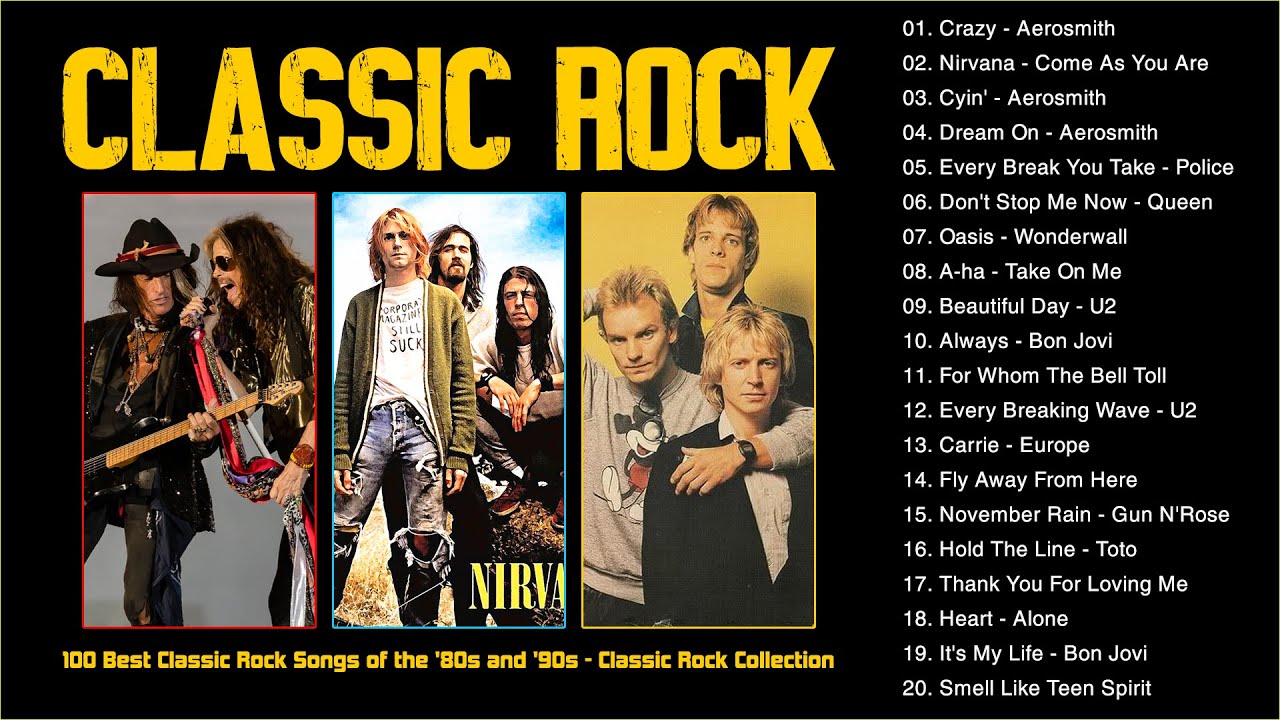 CLASSIC ROCK
CORPORA
MAGAZINE
STILL
SUCK
NIRVA
100 Best Classic Rock Songs of the '80s and '90s - Classic Rock Collection
01. Crazy - Aerosmith
02. Nirvana - Come As You Are
03. Cyin' - Aerosmith
04. Dream On - Aerosmith
05. Every Break You Take - Police
06. Don't Stop Me Now - Queen
07. Oasis - Wonderwall
08. A-ha - Take On Me
09. Beautiful Day - U2
10. Always - Bon Jovi
11. For Whom The Bell Toll
12. Every Breaking Wave - U2
13. Carrie - Europe
14. Fly Away From Here
15. November Rain - Gun N'Rose
16. Hold The Line - Toto
17. Thank You For Loving Me
18. Heart - Alone
19. It's My Life - Bon Jovi
20. Smell Like Teen Spirit